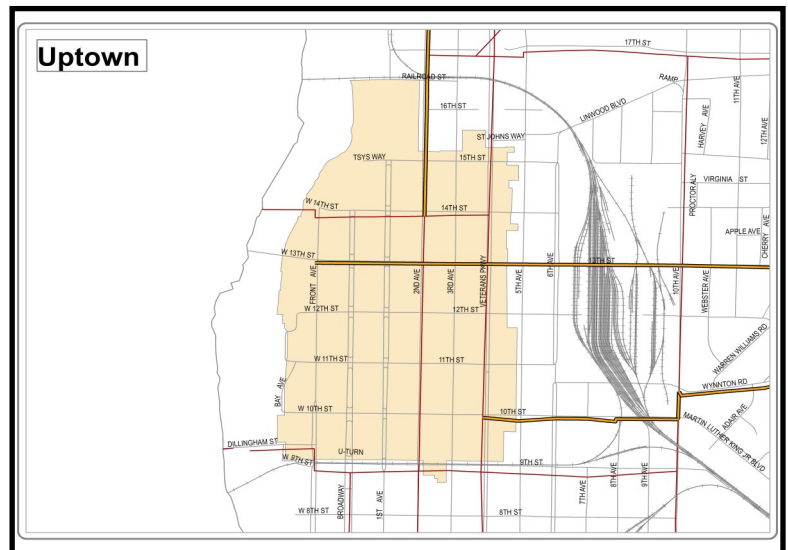 Uptown
17TH ST
RAILROAD ST
RAMP
11TH AVE
16TH ST
LINWOOD BLVD
HARVEY AVE
12TH AVE
ST JOHNS WAY
TSYS WAY
15TH ST
VIRGINIA ST
PROCTOR ALY
W 14TH ST
14TH ST
APPLE AVE
CHERRY AVE
W 13TH ST
13TH ST
FRONT AVE
2ND AVE
3RD AVE
VETERANS PKWY
5TH AVE
6TH AVE
10TH AVE
WEBSTER AVE
W 12TH ST
12TH ST
WARREN WILLIAMS RD
W 11TH ST
11TH ST
BAY AVE
WYNNTON RD
W 10TH ST
10TH ST
ADAIR AVE
MARTIN LUTHER KING JR BLVD
DILLINGHAM ST
U-TURN
W 9TH ST
9TH ST
BROADWAY
1ST AVE
7TH AVE
8TH AVE
9TH AVE
W 8TH ST
8TH ST